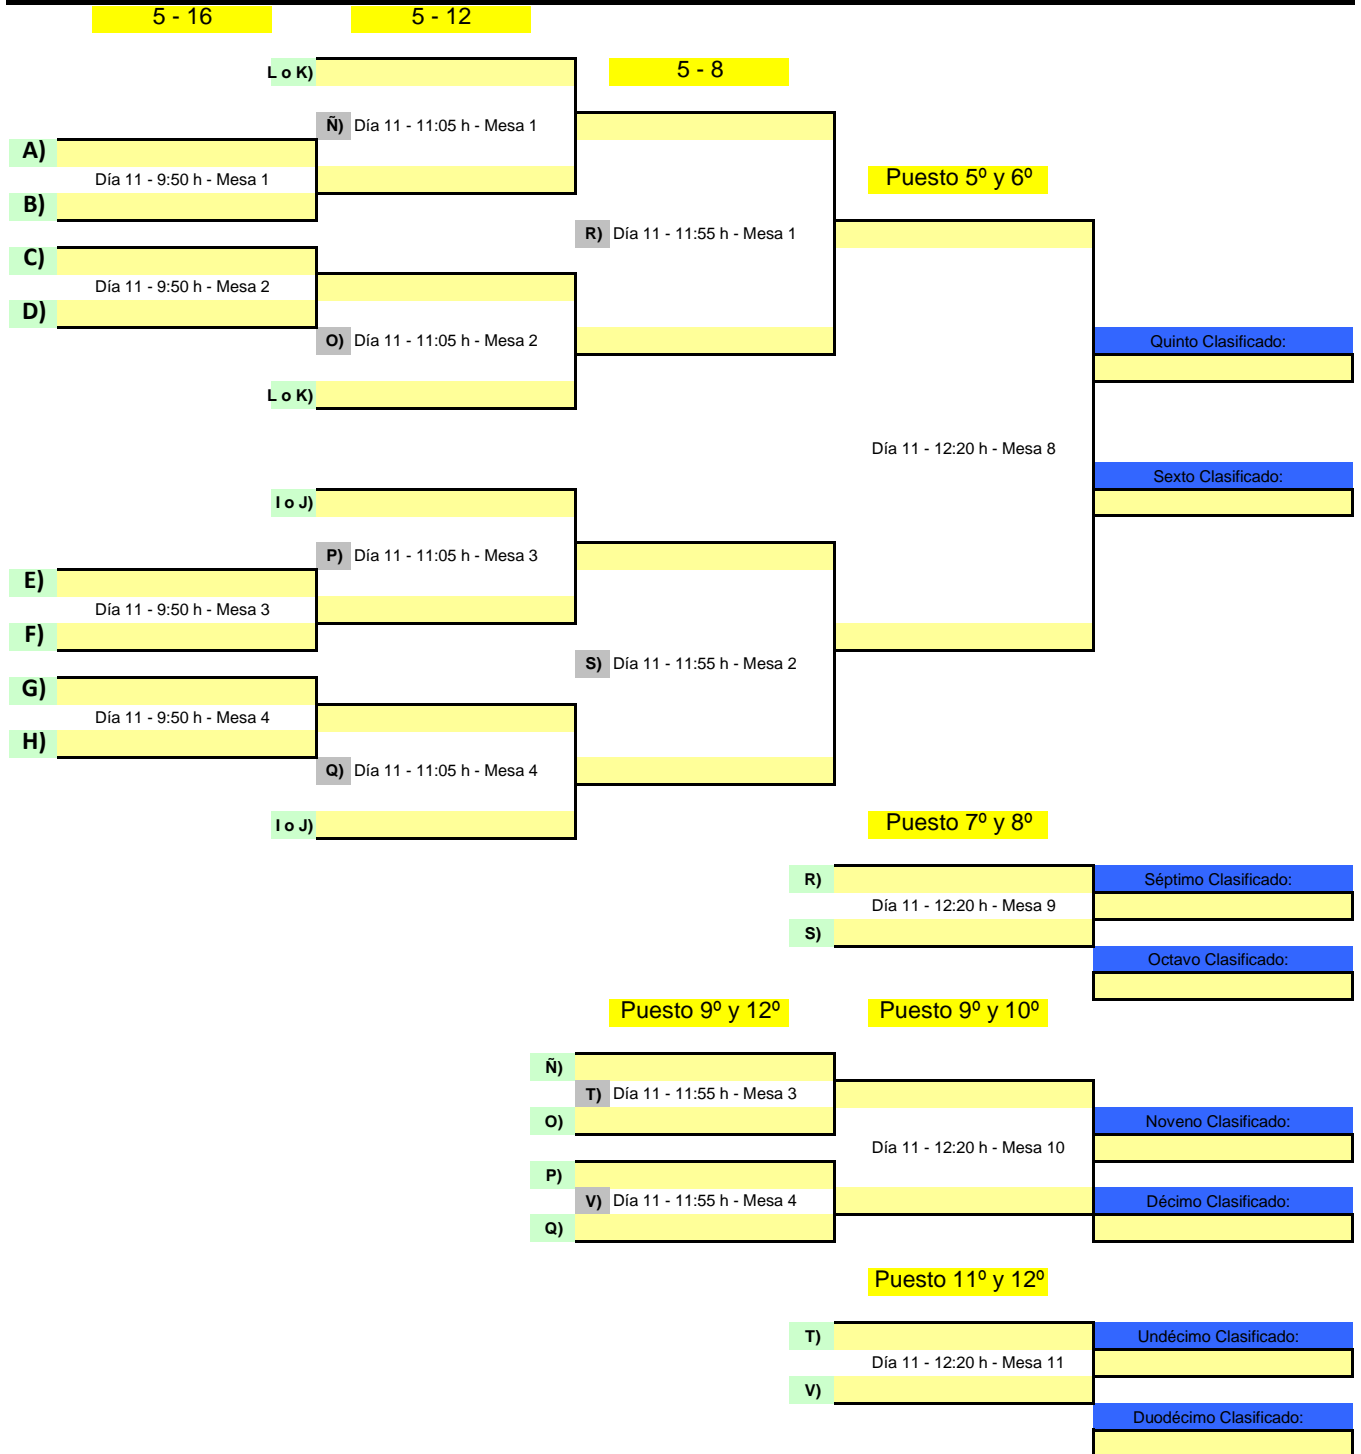 5 - 16
5 - 12
L o K)
5 - 8
Ñ) Día 11 - 11:05 h - Mesa 1
A)
Día 11 - 9:50 h - Mesa 1
Puesto 5º y 6º
B)
R) Día 11 - 11:55 h - Mesa 1
C)
Día 11 - 9:50 h - Mesa 2
D)
O) Día 11 - 11:05 h - Mesa 2
Quinto Clasificado:
L o K)
Día 11 - 12:20 h - Mesa 8
Sexto Clasificado:
I o J)
P) Día 11 - 11:05 h - Mesa 3
E)
Día 11 - 9:50 h - Mesa 3
F)
S) Día 11 - 11:55 h - Mesa 2
G)
Día 11 - 9:50 h - Mesa 4
H)
Q) Día 11 - 11:05 h - Mesa 4
I o J)
Puesto 7º y 8º
R)
Séptimo Clasificado:
Día 11 - 12:20 h - Mesa 9
S)
Octavo Clasificado:
Puesto 9º y 12º
Puesto 9º y 10º
Ñ)
T) Día 11 - 11:55 h - Mesa 3
O)
Noveno Clasificado:
Día 11 - 12:20 h - Mesa 10
P)
V) Día 11 - 11:55 h - Mesa 4
Décimo Clasificado:
Q)
Puesto 11º y 12º
T)
Undécimo Clasificado:
Día 11 - 12:20 h - Mesa 11
V)
Duodécimo Clasificado: